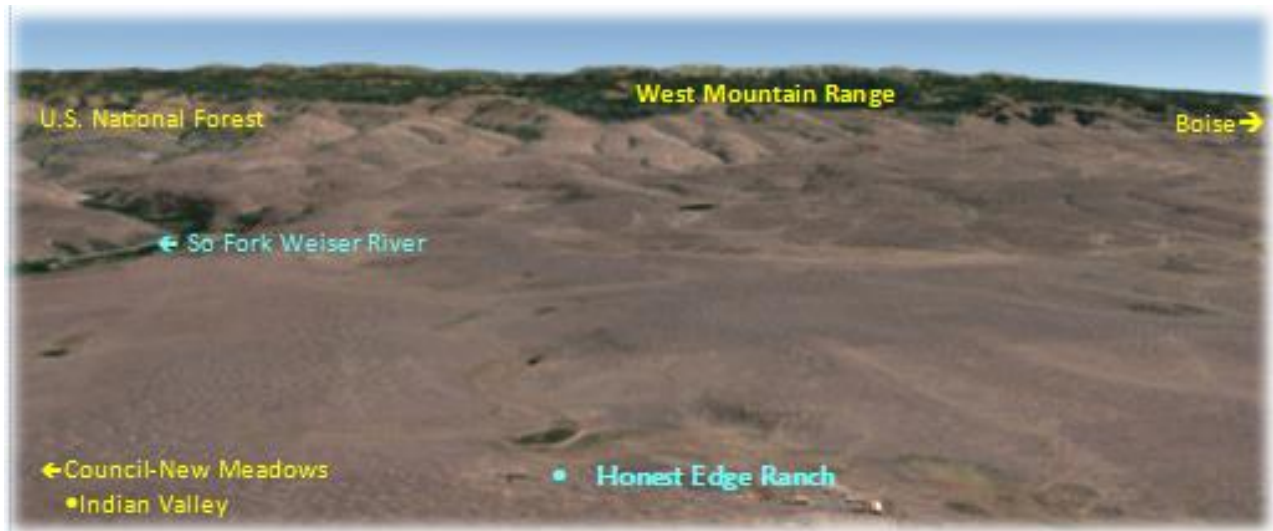 West Mountain Range
U.S. National Forest
Boise→
← So Fork Weiser River
←Council-New Meadows
• Honest Edge Ranch
•Indian Valley